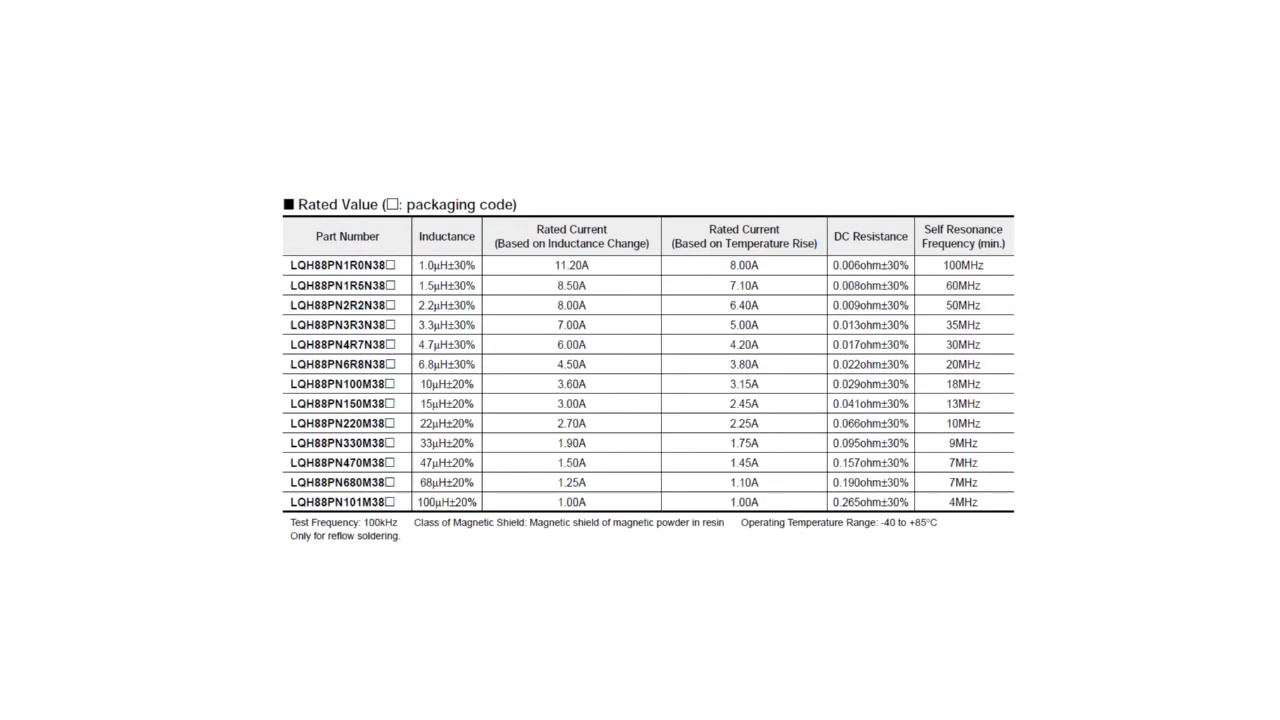 ■ Rated Value (□: packaging code)
Part Number Inductance Rated Current (Based on Inductance Change) Rated Current (Based on Temperature Rise) DC Resistance Self Resonance Frequency (min.)
LQH88PN1R0N38□ 1.0µH±30% 11.20A 8.00A 0.006ohm±30% 100MHz
LQH88PN1R5N38□ 1.5µH±30% 8.50A 7.10A 0.008ohm±30% 60MHz
LQH88PN2R2N38□ 2.2µH±30% 8.00A 6.40A 0.009ohm±30% 50MHz
LQH88PN3R3N38□ 3.3µH±30% 7.00A 5.00A 0.013ohm±30% 35MHz
LQH88PN4R7N38□ 4.7µH±30% 6.00A 4.20A 0.017ohm±30% 30MHz
LQH88PN6R8N38□ 6.8µH±30% 4.50A 3.80A 0.022ohm±30% 20MHz
LQH88PN100M38□ 10µH±20% 3.60A 3.15A 0.029ohm±30% 18MHz
LQH88PN150M38□ 15µH±20% 3.00A 2.45A 0.041ohm±30% 13MHz
LQH88PN220M38□ 22µH±20% 2.70A 2.25A 0.066ohm±30% 10MHz
LQH88PN330M38□ 33µH±20% 1.90A 1.75A 0.095ohm±30% 9MHz
LQH88PN470M38□ 47µH±20% 1.50A 1.45A 0.157ohm±30% 7MHz
LQH88PN680M38□ 68µH±20% 1.25A 1.10A 0.190ohm±30% 7MHz
LQH88PN101M38□ 100µH±20% 1.00A 1.00A 0.265ohm±30% 4MHz
Test Frequency: 100kHz Class of Magnetic Shield: Magnetic shield of magnetic powder in resin Operating Temperature Range: -40 to +85°C
Only for reflow soldering.